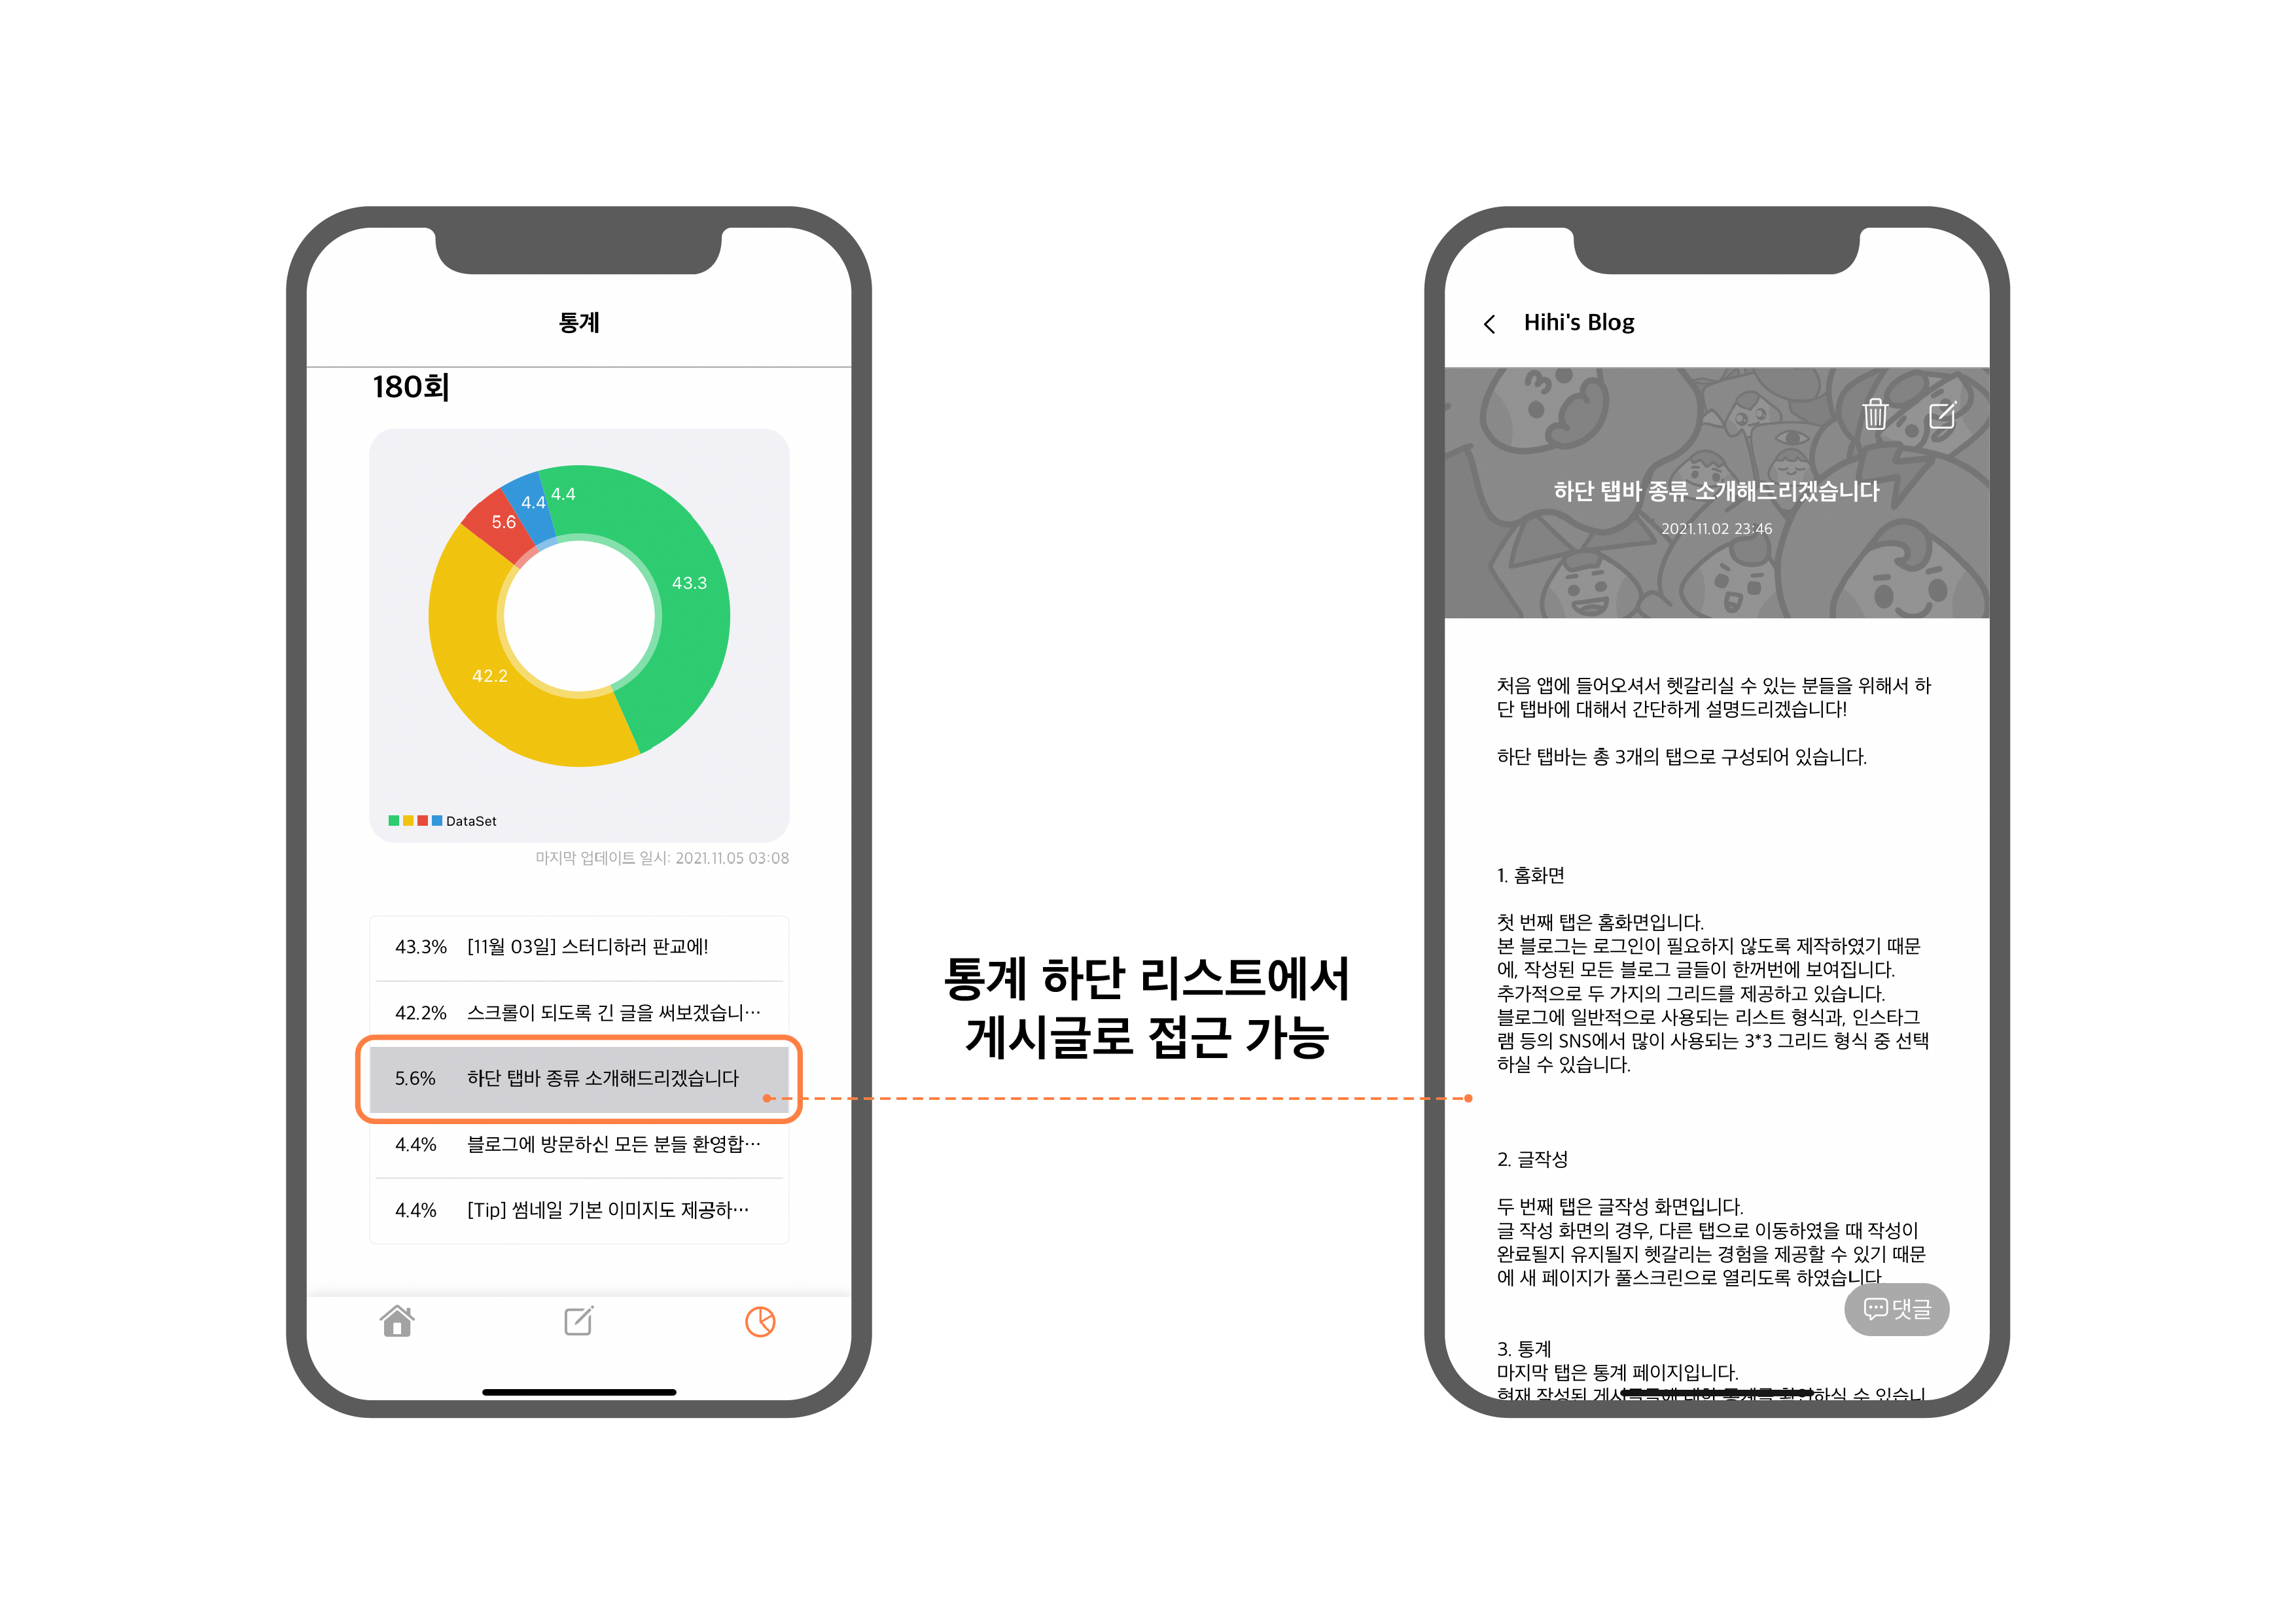 통계
180회
4.4
4.4
5.6
43.3
42.2
DataSet
마지막 업데이트 일시: 2021.11.05 03:08
43.3% [11월 03일] 스터디하러 판교에!
42.2% 스크롤이 되도록 긴 글을 써보겠습니…
5.6% 하단 탭바 종류 소개해드리겠습니다
4.4% 블로그에 방문하신 모든 분들 환영합…
4.4% [Tip] 썸네일 기본 이미지도 제공하…
통계 하단 리스트에서
게시글로 접근 가능
Hihi's Blog
하단 탭바 종류 소개해드리겠습니다
2021.11.02 23:46
처음 앱에 들어오셔서 헷갈리실 수 있는 분들을 위해서 하
단 탭바에 대해서 간단하게 설명드리겠습니다!
하단 탭바는 총 3개의 탭으로 구성되어 있습니다.
1. 홈화면
첫 번째 탭은 홈화면입니다.
본 블로그는 로그인이 필요하지 않도록 제작하였기 때문
에, 작성된 모든 블로그 글들이 한꺼번에 보여집니다.
추가적으로 두 가지의 그리드를 제공하고 있습니다.
블로그에 일반적으로 사용되는 리스트 형식과, 인스타그
램 등의 SNS에서 많이 사용되는 3*3 그리드 형식 중 선택
하실 수 있습니다.
2. 글작성
두 번째 탭은 글작성 화면입니다.
글 작성 화면의 경우, 다른 탭으로 이동하였을 때 작성이
완료될지 유지될지 헷갈리는 경험을 제공할 수 있기 때문
에 새 페이지가 풀스크린으로 열리도록 하였습니다
댓글
3. 통계
마지막 탭은 통계 페이지입니다.
현재 작성된 게시글들에 대한 통계를 확인하실 수 있습니